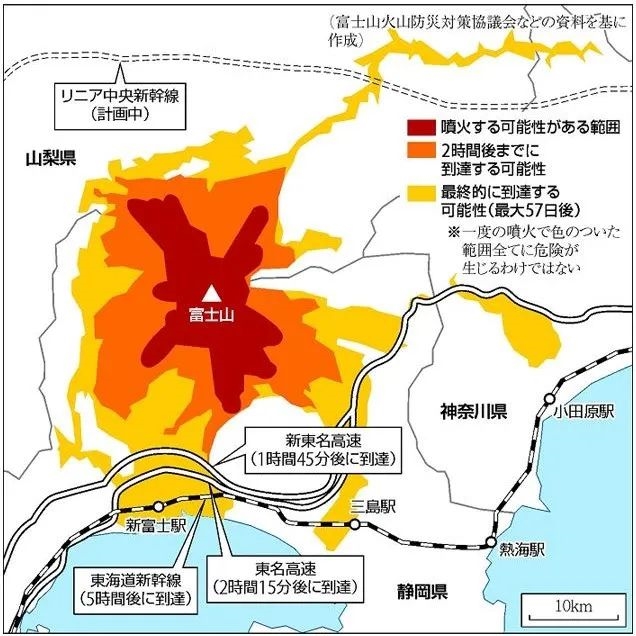 （富士山火山防災対策協議会などの資料を基に
作成）
リニア中央新幹線
（計画中）
山梨県
噴火する可能性がある範囲
2時間後までに
到達する可能性
最終的に到達する
可能性（最大57日後）
※一度の噴火で色のついた
範囲全てに危険が
生じるわけではない
富士山
神奈川県
小田原駅
新東名高速
（1時間45分後に到達）
三島駅
新富士駅
熱海駅
東海道新幹線
（5時間後に到達）
東名高速
（2時間15分後に到達）
静岡県
10km